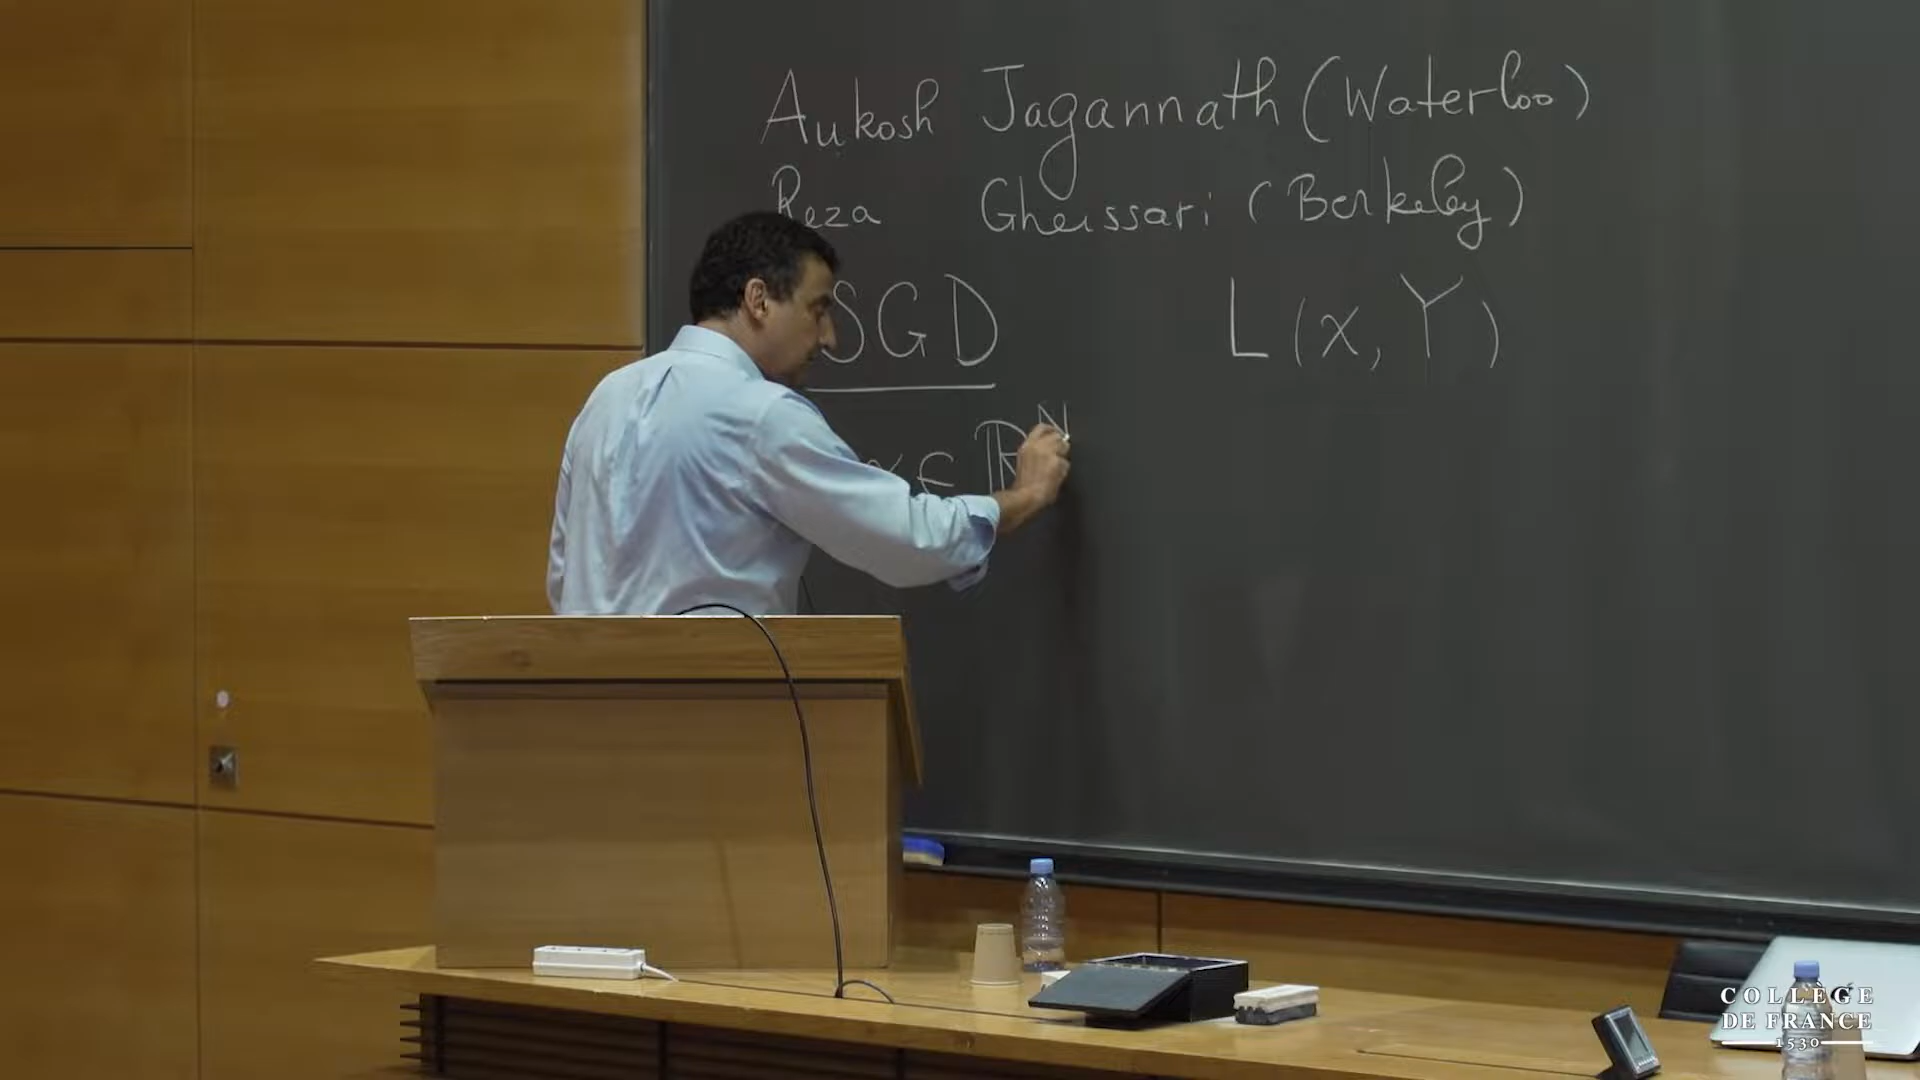 Aukosh Jagannath (Waterloo)
Reza Gheissari (Berkeley)
SGD L(x, Y)
x ∈ ℝᴺ
COLLÈGE
DE FRANCE
1530